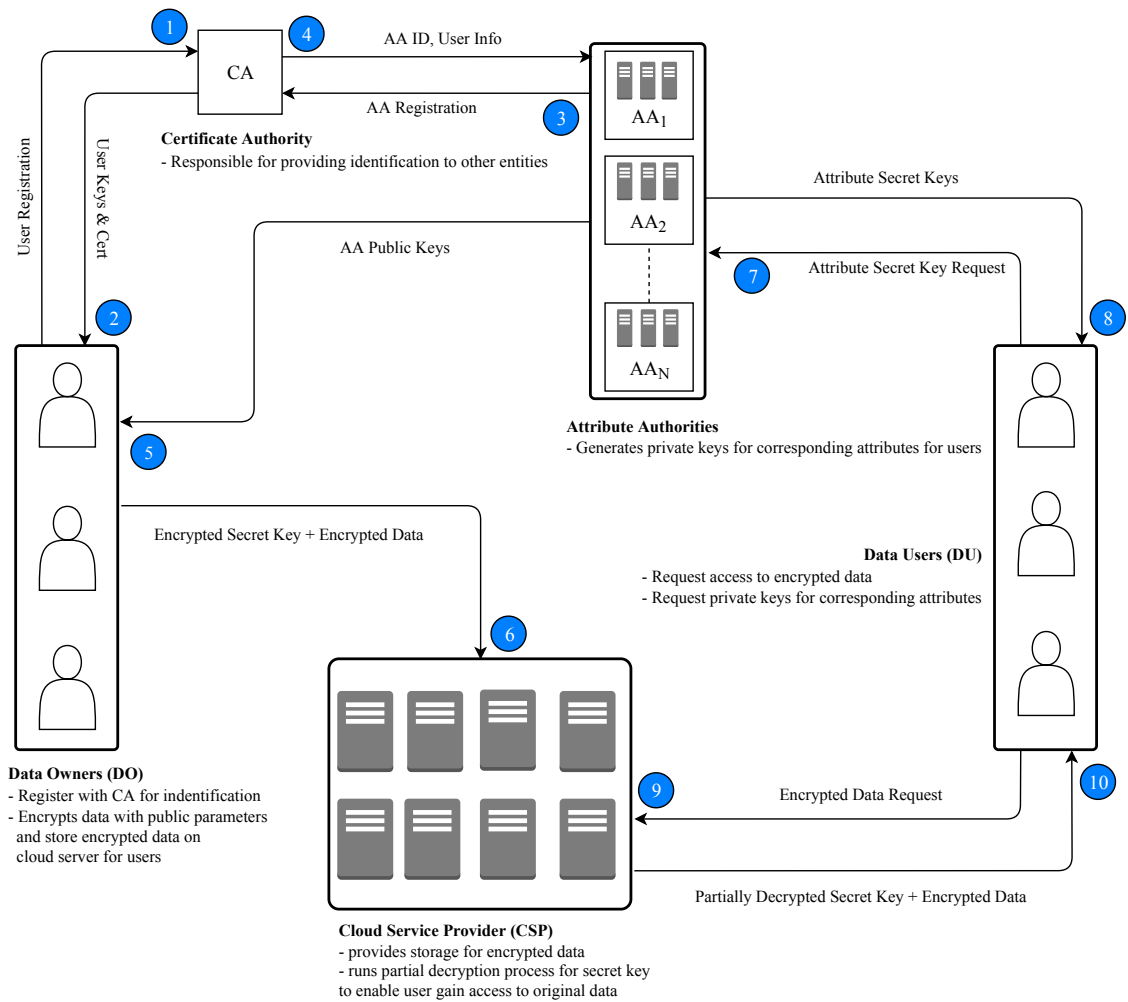 1
4
AA ID, User Info
CA
AA Registration
3
AA1
Certificate Authority
- Responsible for providing identification to other entities
User Registration
User Keys & Cert
AA2
Attribute Secret Keys
AA Public Keys
7
Attribute Secret Key Request
2
8
AAN
Attribute Authorities
- Generates private keys for corresponding attributes for users
5
Encrypted Secret Key + Encrypted Data
Data Users (DU)
- Request access to encrypted data
- Request private keys for corresponding attributes
6
Data Owners (DO)
- Register with CA for indentification
- Encrypts data with public parameters
and store encrypted data on
cloud server for users
9
Encrypted Data Request
10
Partially Decrypted Secret Key + Encrypted Data
Cloud Service Provider (CSP)
- provides storage for encrypted data
- runs partial decryption process for secret key
to enable user gain access to original data